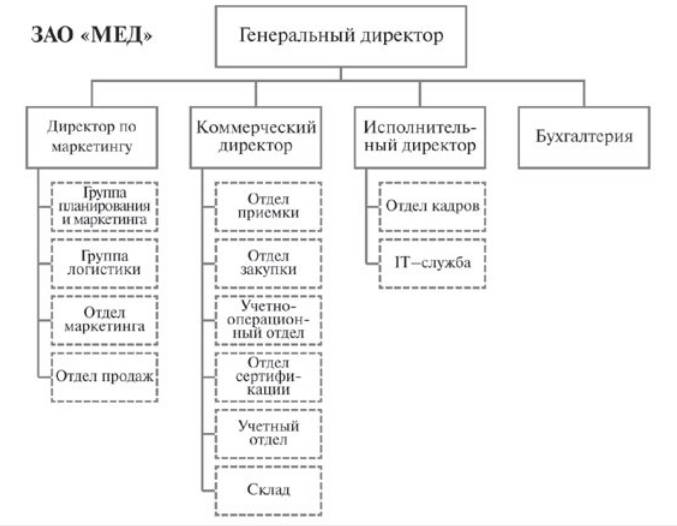 ЗАО «МЕД»
Генеральный директор
Директор по
маркетингу
Коммерческий
директор
Исполнитель-
ный директор
Бухгалтерия
Группа
планирования
и маркетинга
Группа
логистики
Отдел
маркетинга
Отдел продаж
Отдел
приемки
Отдел
закупки
Учетно-
операцион-
ный отдел
Отдел
сертифи-
кации
Учетный
отдел
Склад
Отдел кадров
IT–служба